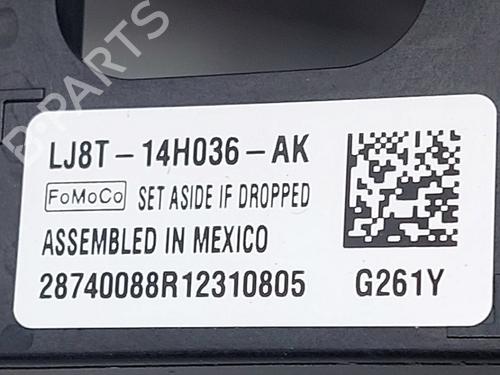 B-PARTS
LJ8T-14H036-AK
FoMoCo SET ASIDE IF DROPPED
ASSEMBLED IN MEXICO
28740088R12310805 G261Y